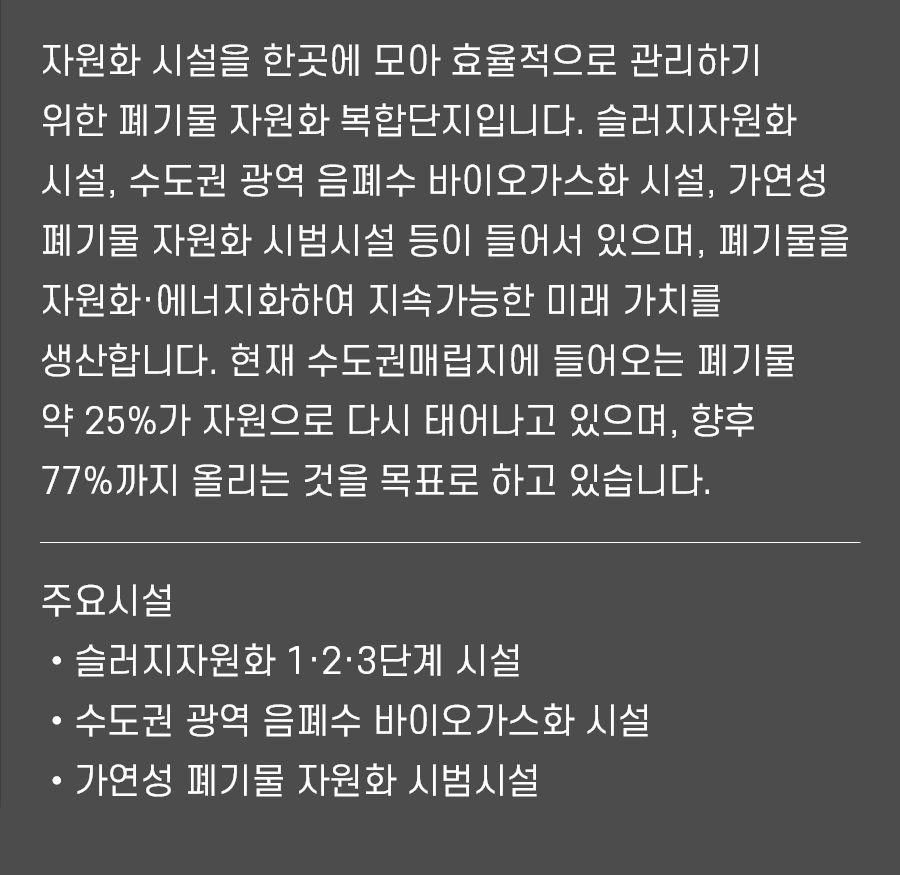 자원화 시설을 한곳에 모아 효율적으로 관리하기
위한 폐기물 자원화 복합단지입니다. 슬러지자원화
시설, 수도권 광역 음폐수 바이오가스화 시설, 가연성
폐기물 자원화 시범시설 등이 들어서 있으며, 폐기물을
자원화·에너지화하여 지속가능한 미래 가치를
생산합니다. 현재 수도권매립지에 들어오는 폐기물
약 25%가 자원으로 다시 태어나고 있으며, 향후
77%까지 올리는 것을 목표로 하고 있습니다.
주요시설
• 슬러지자원화 1·2·3단계 시설
• 수도권 광역 음폐수 바이오가스화 시설
• 가연성 폐기물 자원화 시범시설